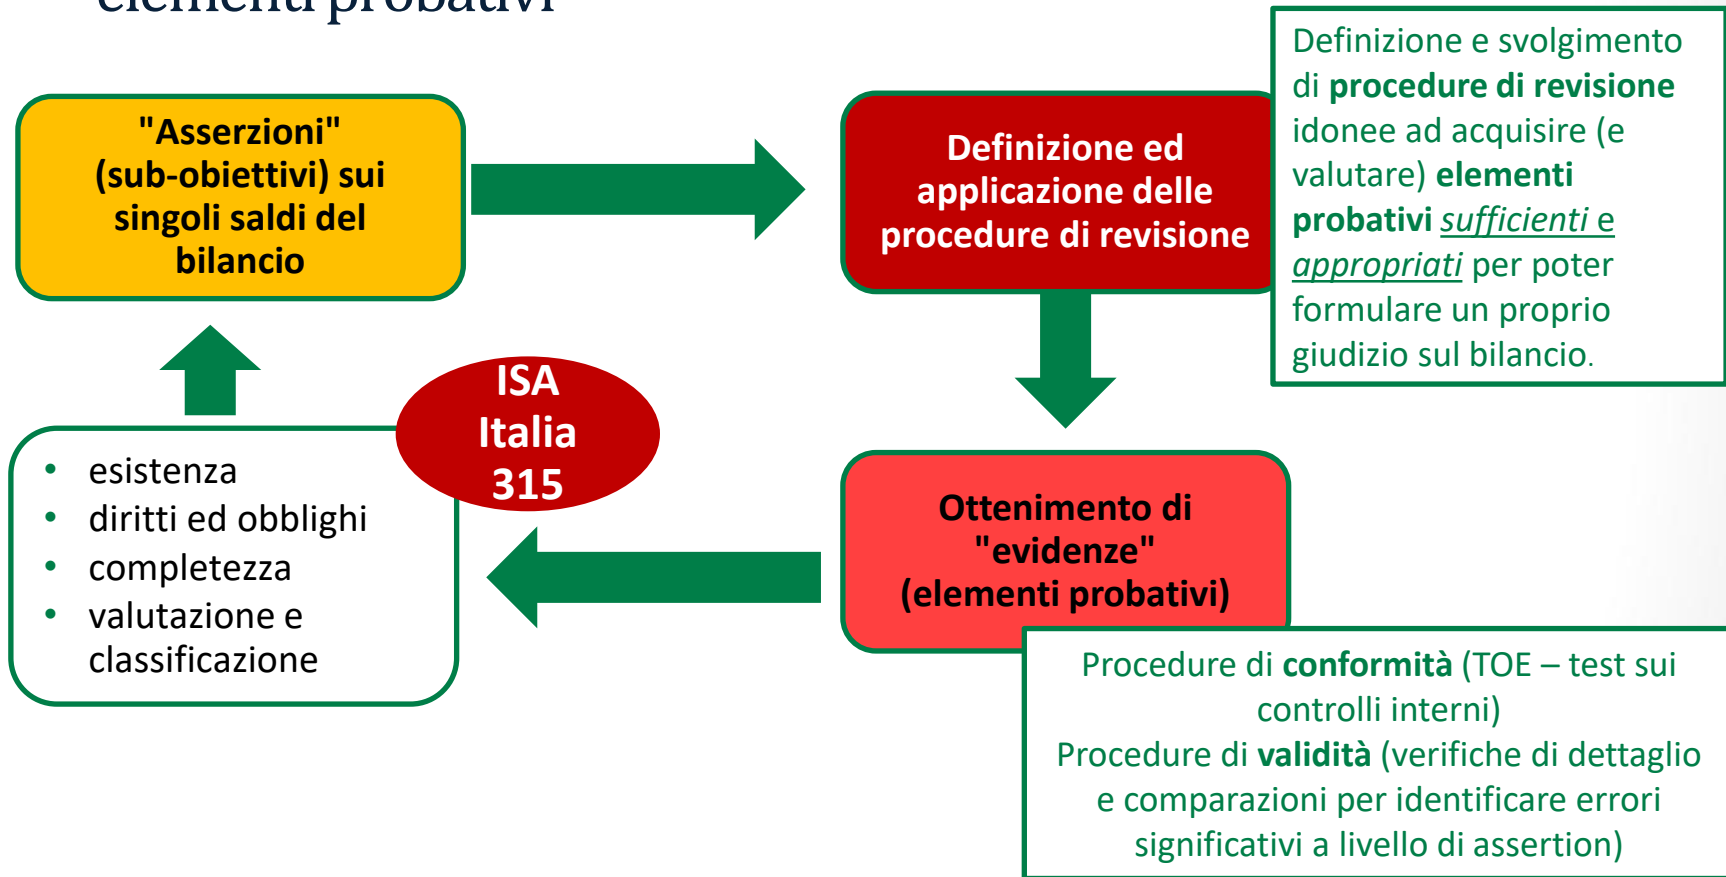 elementi probativi
"Asserzioni"
(sub-obiettivi) sui
singoli saldi del
bilancio
Definizione ed
applicazione delle
procedure di revisione
Definizione e svolgimento
di procedure di revisione
idonee ad acquisire (e
valutare) elementi
probativi sufficienti e
appropriati per poter
formulare un proprio
giudizio sul bilancio.
ISA
Italia
315
• esistenza
• diritti ed obblighi
• completezza
• valutazione e
classificazione
Ottenimento di
"evidenze"
(elementi probativi)
Procedure di conformità (TOE – test sui
controlli interni)
Procedure di validità (verifiche di dettaglio
e comparazioni per identificare errori
significativi a livello di assertion)